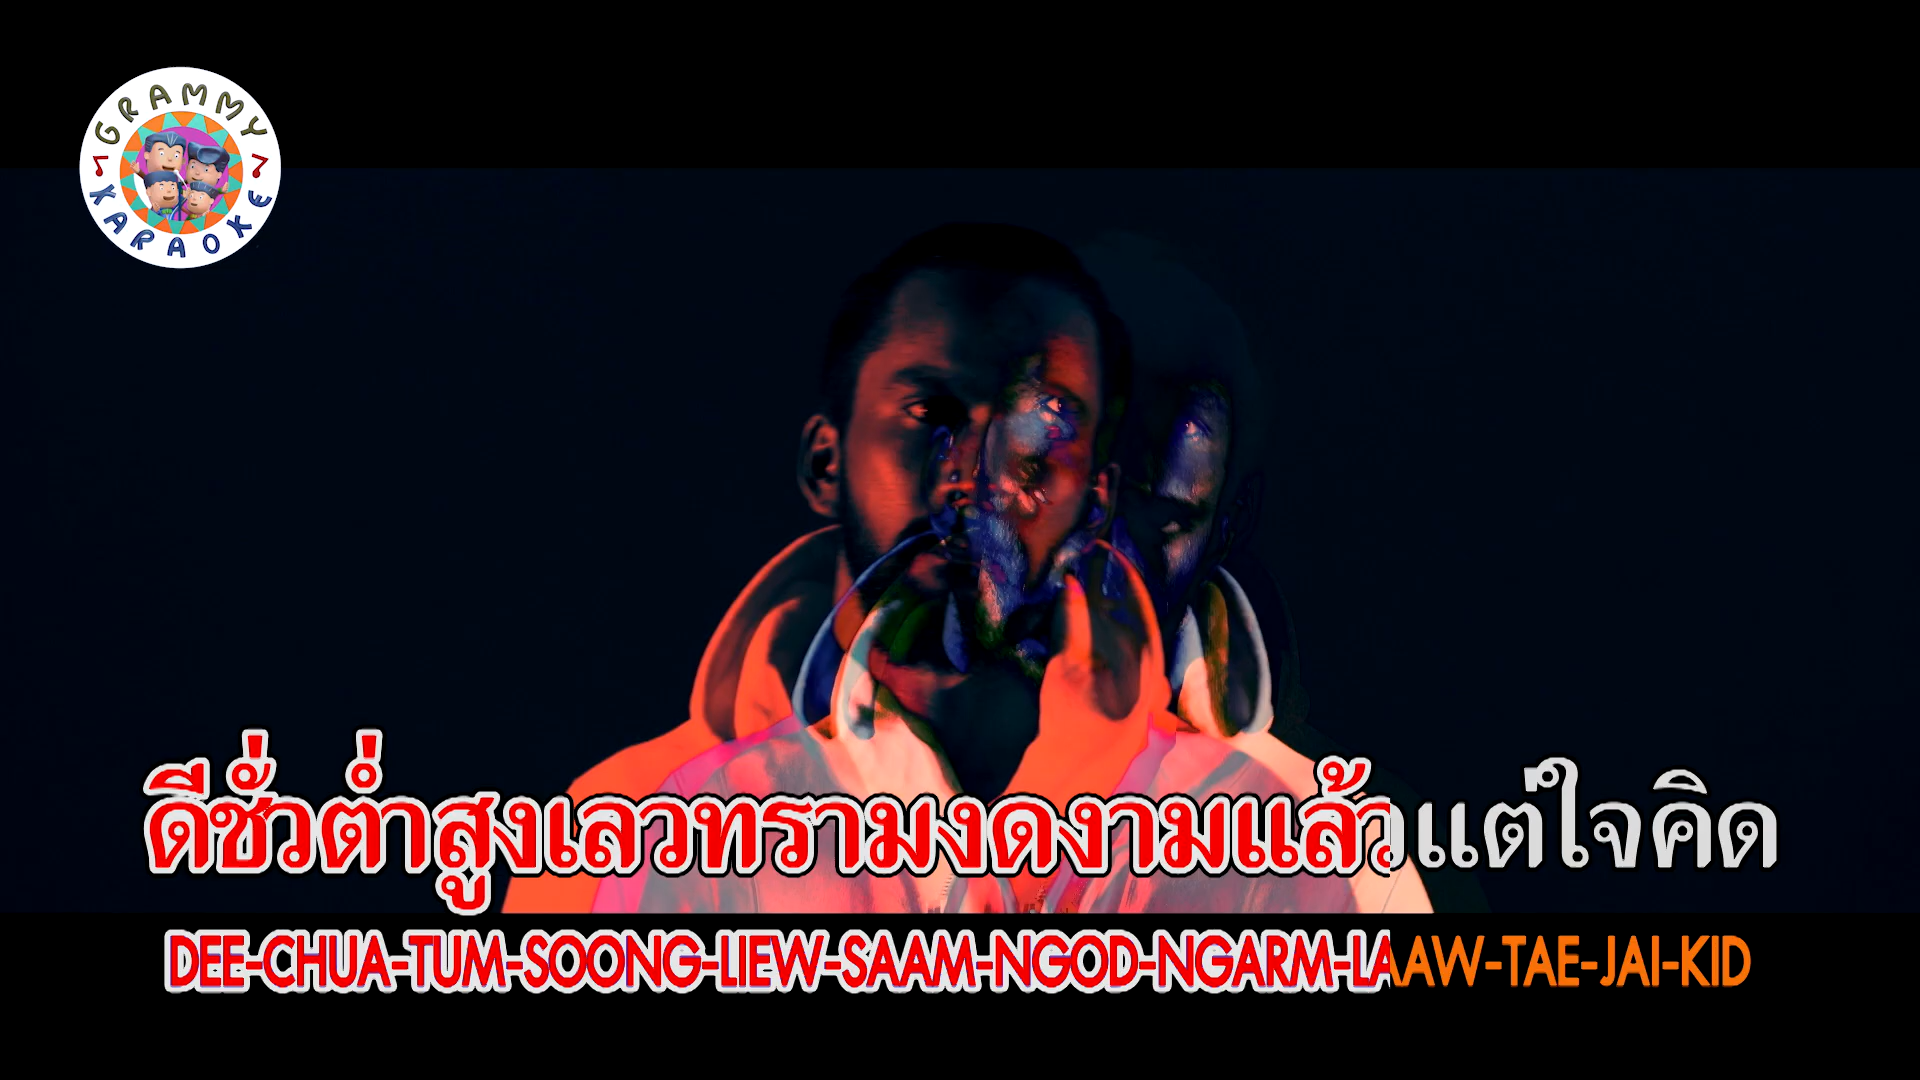 GRAMMY
KARAOKE
ดีชั่วต่ำสูงเลวทรามงดงามแล้วแต่ใจคิด
DEE-CHUA-TUM-SOONG-LIEW-SAAM-NGOD-NGARM-LAAAW-TAE-JAI-KID